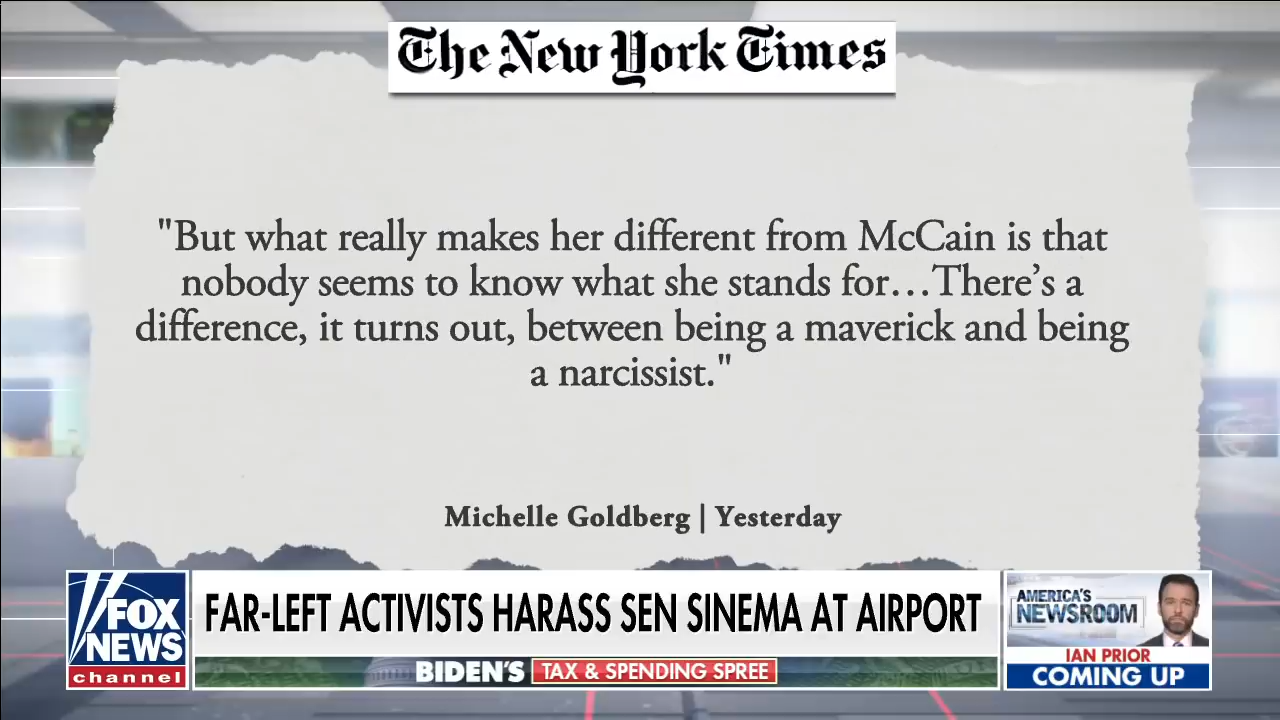 The New York Times
"But what really makes her different from McCain is that
nobody seems to know what she stands for…There’s a
difference, it turns out, between being a maverick and being
a narcissist."
Michelle Goldberg | Yesterday
FOX
NEWS
channel
FAR-LEFT ACTIVISTS HARASS SEN SINEMA AT AIRPORT
BIDEN'S TAX & SPENDING SPREE
AMERICA'S
NEWSROOM
IAN PRIOR
COMING UP